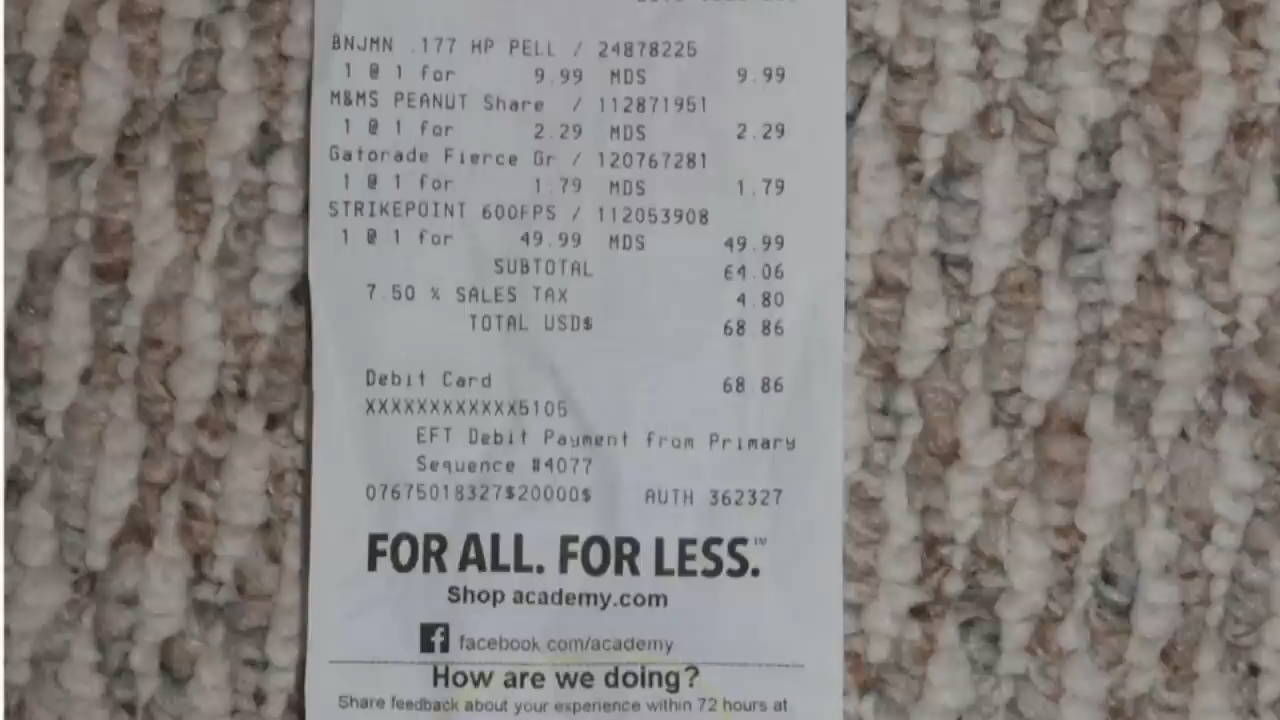 BNJMN .177 HP PELL / 24878225
1 @ 1 for 9.99 MDS 9.99
M&MS PEANUT Share / 112871951
1 @ 1 for 2.29 MDS 2.29
Gatorade Fierce Gr / 120767281
1 @ 1 for 1.79 MDS 1.79
STRIKEPOINT 600FPS / 112053908
1 @ 1 for 49.99 MDS 49.99
SUBTOTAL 64.06
7.50 % SALES TAX 4.80
TOTAL USD$ 68.86
Debit Card 68.86
XXXXXXXXXXXX5105
EFT Debit Payment from Primary
Sequence #4077
07675018327$20000$ AUTH 362327
FOR ALL. FOR LESS.™
Shop academy.com
facebook.com/academy
How are we doing?
Share feedback about your experience within 72 hours at